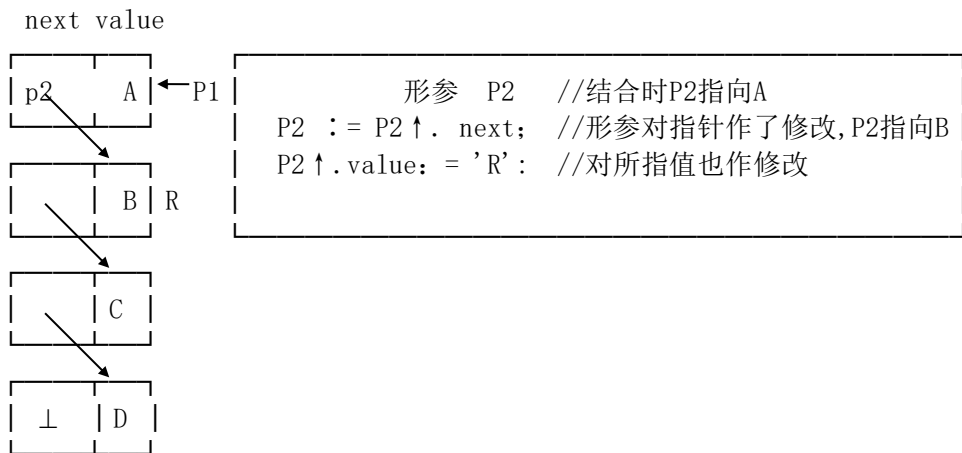 next value
p2 A P1
形参 P2 //结合时P2指向A
P2 := P2↑. next; //形参对指针作了修改,P2指向B
P2↑.value:= 'R': //对所指值也作修改
B R
C
⊥ D